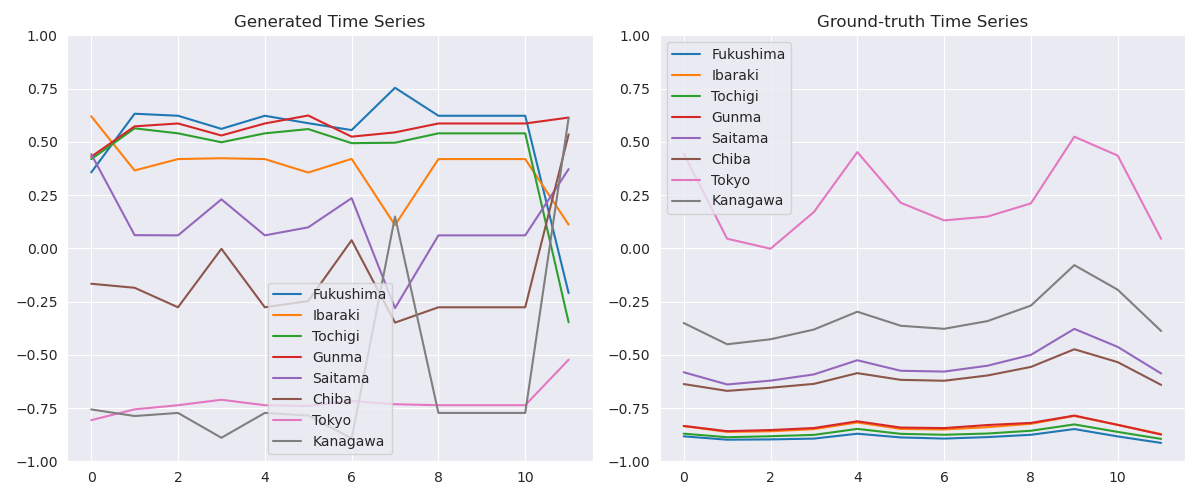 Generated Time Series
1.00
0.75
0.50
0.25
0.00
−0.25
−0.50
−0.75
−1.00
0
2
4
6
8
10
Fukushima
Ibaraki
Tochigi
Gunma
Saitama
Chiba
Tokyo
Kanagawa
Ground-truth Time Series
1.00
0.75
0.50
0.25
0.00
−0.25
−0.50
−0.75
−1.00
0
2
4
6
8
10
Fukushima
Ibaraki
Tochigi
Gunma
Saitama
Chiba
Tokyo
Kanagawa